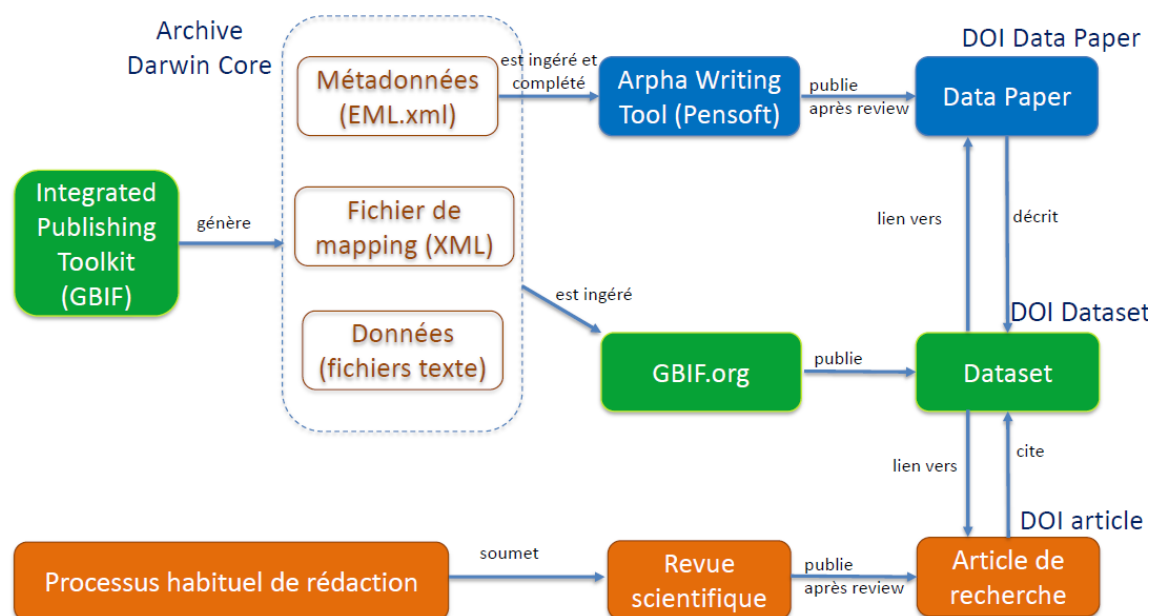 Archive
Darwin Core
Métadonnées
(EML.xml)
est ingéré et
complété
Arpha Writing
Tool (Pensoft)
publie
après review
DOI Data Paper
Data Paper
Integrated
Publishing
Toolkit
(GBIF)
génère
Fichier de
mapping (XML)
lien vers
décrit
est ingéré
Données
(fichiers texte)
GBIF.org
publie
DOI Dataset
Dataset
lien vers
cite
DOI article
Processus habituel de rédaction
soumet
Revue
scientifique
publie
après review
Article de
recherche